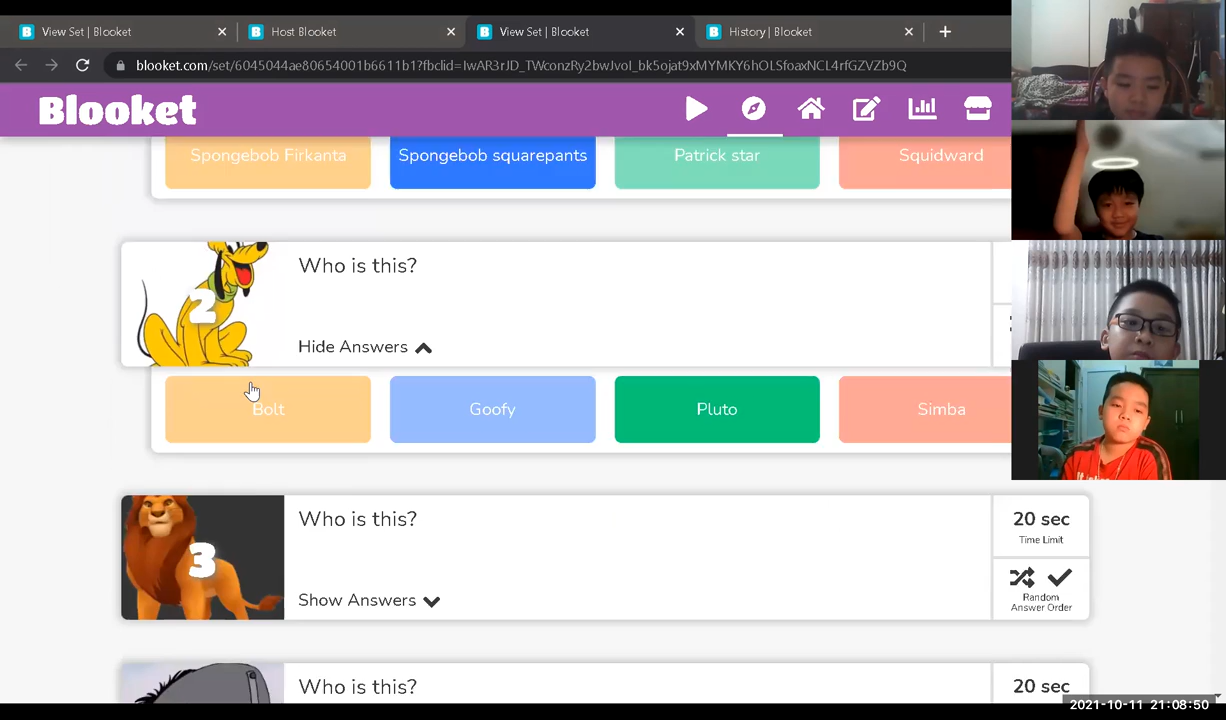 View Set | Blooket
Host Blooket
View Set | Blooket
History | Blooket
blooket.com/set/6045044ae80654001b6611b1?fbclid=IwAR3rJD_TWconzRy2bwJvoI_bk5ojat9xMYMKY6hOLSfoaxNCL4rfGZVZb9Q
Blooket
Spongebob Firkanta
Spongebob squarepants
Patrick star
Squidward
2
Who is this?
Hide Answers
Bolt
Goofy
Pluto
Simba
3
Who is this?
Show Answers
20 sec
Time Limit
Random
Answer Order
Who is this?
20 sec
2021-10-11 21:08:50